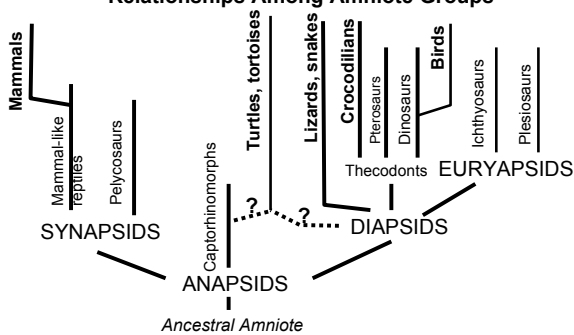 Relationships Among Amniote Groups
Mammals
Mammal-like
reptiles
Pelycosaurs
Captorhinomorphs
Turtles, tortoises
Lizards, snakes
Crocodilians
Pterosaurs
Dinosaurs
Birds
Ichthyosaurs
Plesiosaurs
Thecodonts
EURYAPSIDS
?
?
SYNAPSIDS
DIAPSIDS
ANAPSIDS
Ancestral Amniote